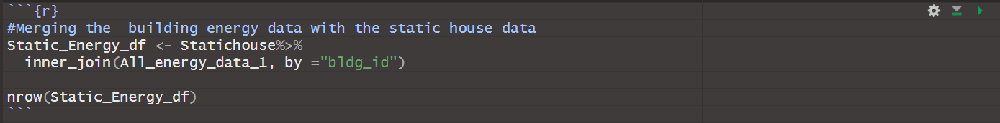 ```{r}
#Merging the  building energy data with the static house data
Static_Energy_df <- Statichouse%>%
  inner_join(All_energy_data_1, by ="bldg_id")

nrow(Static_Energy_df)
```